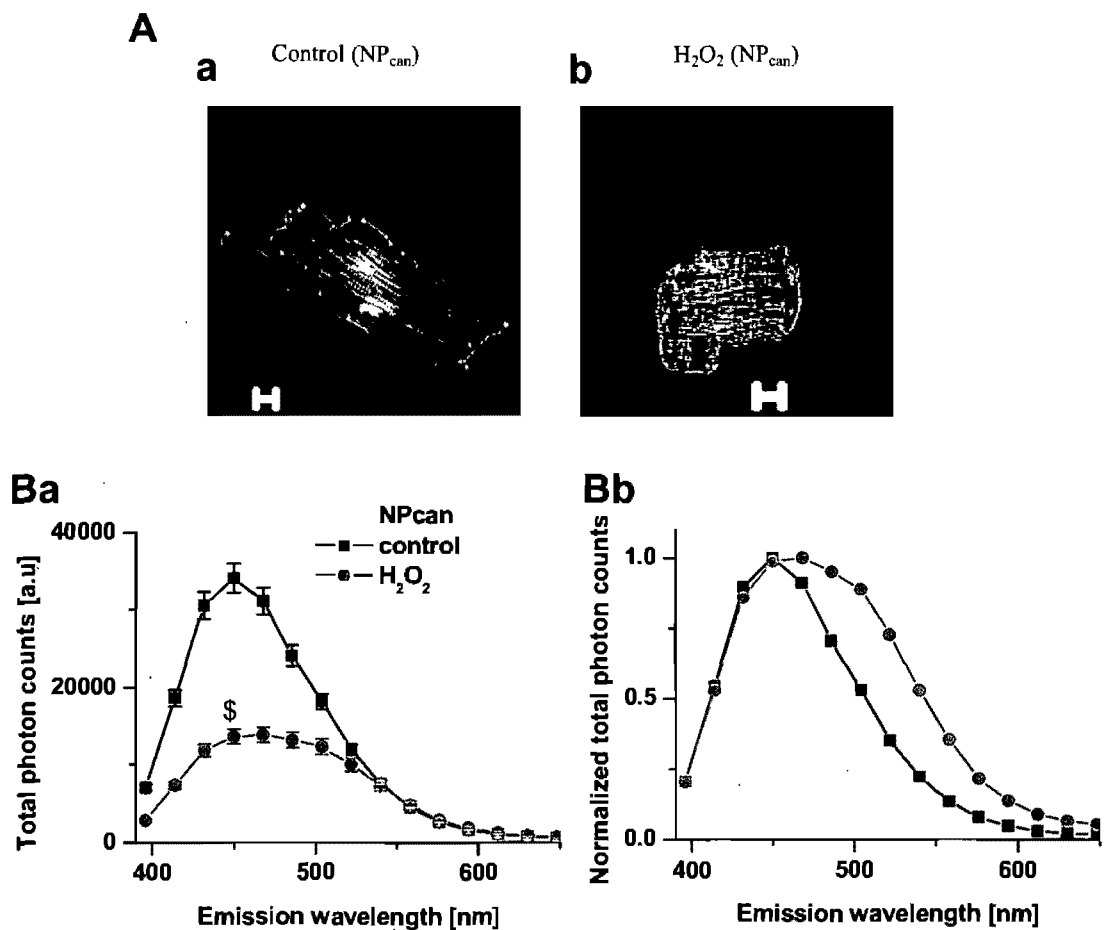 A
a Control (NPcan)
b H2O2 (NPcan)
Ba
NPcan
control
H2O2
$
40000
20000
0
400 500 600
Total photon counts [a.u]
Emission wavelength [nm]
Bb
1.0
0.5
0.0
400 500 600
Normalized total photon counts
Emission wavelength [nm]